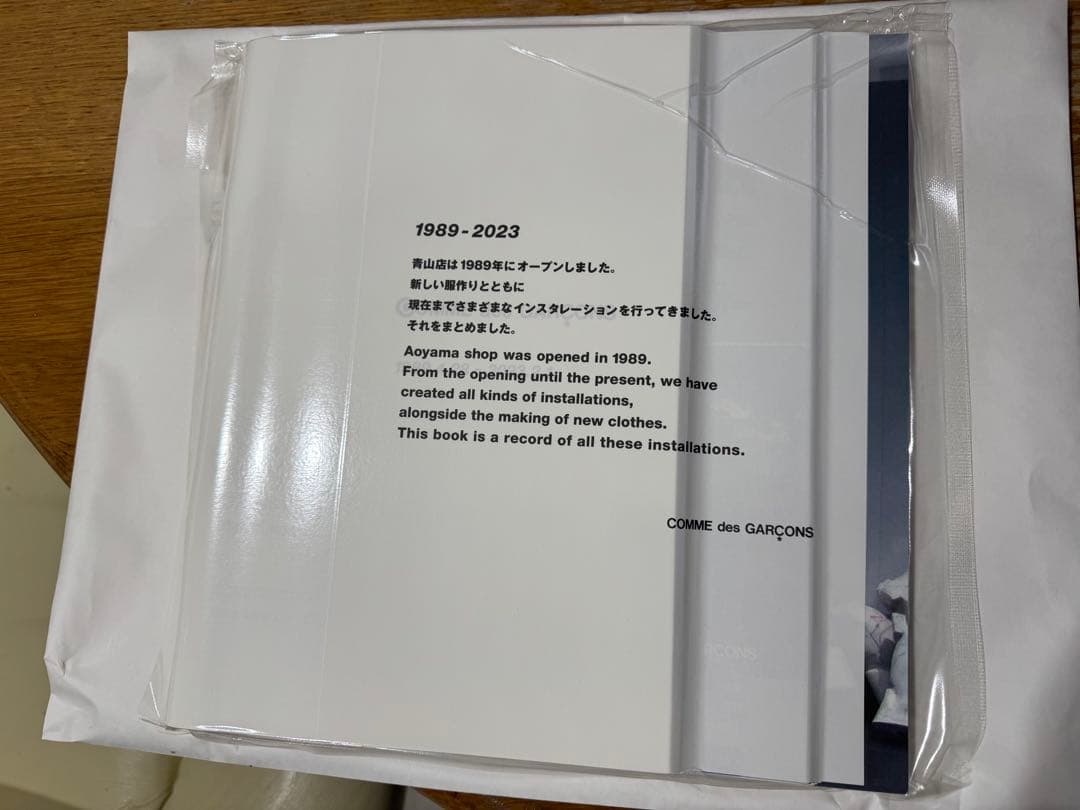 1989-2023
青山店は1989年にオープンしました。
新しい服作りとともに
現在までさまざまなインスタレーションを行ってきました。
それをまとめました。
Aoyama shop was opened in 1989.
From the opening until the present, we have
created all kinds of installations,
alongside the making of new clothes.
This book is a record of all these installations.
COMME des GARÇONS